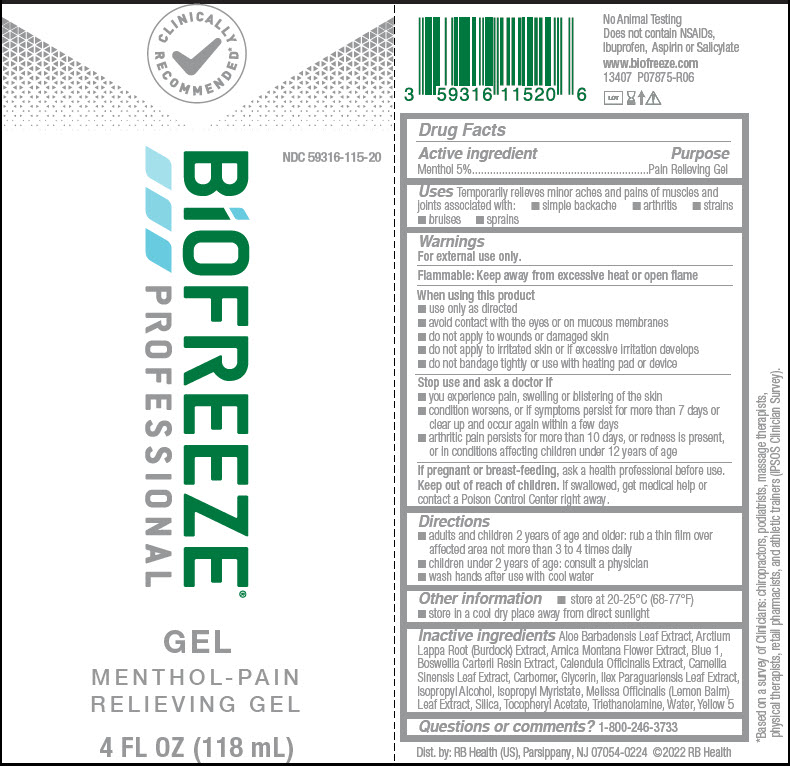 CLINICALLY
RECOMMENDED*
NDC 59316-115-20
BIOFREEZE®
PROFESSIONAL
GEL
MENTHOL-PAIN
RELIEVING GEL
4 FL OZ (118 mL)
3 59316 11520 6
No Animal Testing
Does not contain NSAIDs,
Ibuprofen, Aspirin or Salicylate
www.biofreeze.com
13407 P07875-R06
LOT
Drug Facts
Active ingredient Purpose
Menthol 5%........................................................Pain Relieving Gel
Uses Temporarily relieves minor aches and pains of muscles and
joints associated with: ■ simple backache ■ arthritis ■ strains
■ bruises ■ sprains
Warnings
For external use only.
Flammable: Keep away from excessive heat or open flame
When using this product
■ use only as directed
■ avoid contact with the eyes or on mucous membranes
■ do not apply to wounds or damaged skin
■ do not apply to irritated skin or if excessive irritation develops
■ do not bandage tightly or use with heating pad or device
Stop use and ask a doctor if
■ you experience pain, swelling or blistering of the skin
■ condition worsens, or if symptoms persist for more than 7 days or
clear up and occur again within a few days
■ arthritic pain persists for more than 10 days, or redness is present,
or in conditions affecting children under 12 years of age
If pregnant or breast-feeding, ask a health professional before use.
Keep out of reach of children. If swallowed, get medical help or
contact a Poison Control Center right away.
Directions
■ adults and children 2 years of age and older: rub a thin film over
affected area not more than 3 to 4 times daily
■ children under 2 years of age: consult a physician
■ wash hands after use with cool water
Other information ■ store at 20-25°C (68-77°F)
■ store in a cool dry place away from direct sunlight
Inactive ingredients Aloe Barbadensis Leaf Extract, Arctium
Lappa Root (Burdock) Extract, Arnica Montana Flower Extract, Blue 1,
Boswellia Carterii Resin Extract, Calendula Officinalis Extract, Camellia
Sinensis Leaf Extract, Carbomer, Glycerin, Ilex Paraguariensis Leaf Extract,
Isopropyl Alcohol, Isopropyl Myristate, Melissa Officinalis (Lemon Balm)
Leaf Extract, Silica, Tocopheryl Acetate, Triethanolamine, Water, Yellow 5
Questions or comments? 1-800-246-3733
Dist. by: RB Health (US), Parsippany, NJ 07054-0224 ©2022 RB Health
*Based on a survey of Clinicians: chiropractors, podiatrists, massage therapists,
physical therapists, retail pharmacists, and athletic trainers (IPSOS Clinician Survey).